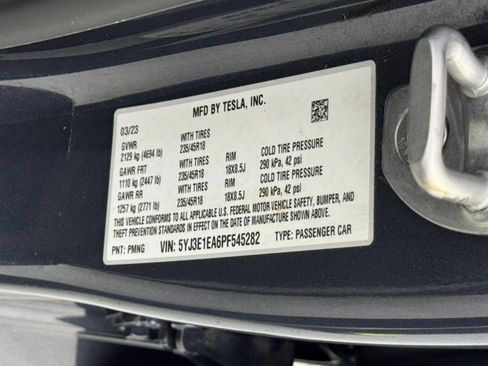 MFD BY TESLA, INC.
03/23
GVWR WITH TIRES
2129 kg (4694 lb) 235/45R18 RIM COLD TIRE PRESSURE
GAWR FRT WITH TIRES 18X8.5J 290 kPa, 42 psi
1110 kg (2447 lb) 235/45R18 RIM COLD TIRE PRESSURE
GAWR RR WITH TIRES 18X8.5J 290 kPa, 42 psi
1257 kg (2771 lb) 235/45R18
THIS VEHICLE CONFORMS TO ALL APPLICABLE U.S. FEDERAL MOTOR VEHICLE SAFETY, BUMPER, AND
THEFT PREVENTION STANDARDS IN EFFECT ON THE DATE OF MANUFACTURE SHOWN ABOVE.
PNT: PMNG VIN: 5YJ3E1EA6PF545282 TYPE: PASSENGER CAR